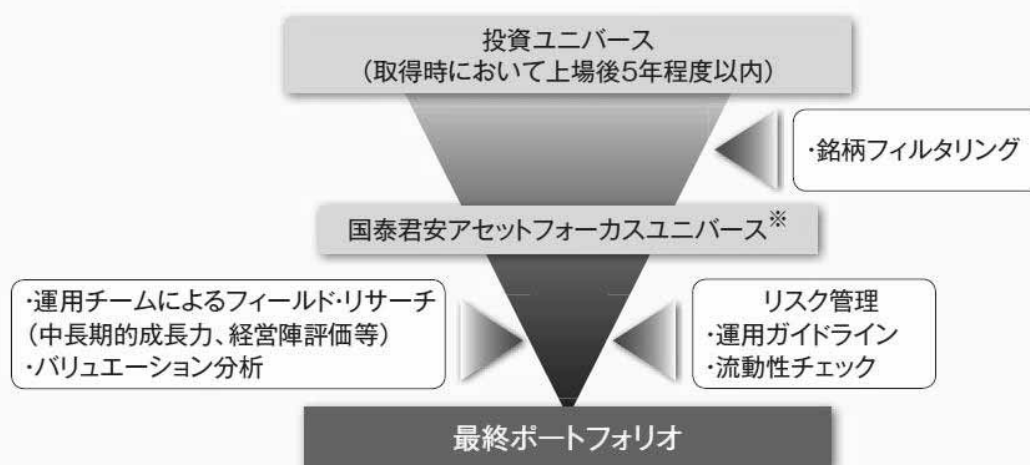 投資ユニバース
（取得時において上場後5年程度以内）
・銘柄フィルタリング
国泰君安アセットフォーカスユニバース※
・運用チームによるフィールド・リサーチ
（中長期的成長力、経営陣評価等）
・バリュエーション分析
リスク管理
・運用ガイドライン
・流動性チェック
最終ポートフォリオ